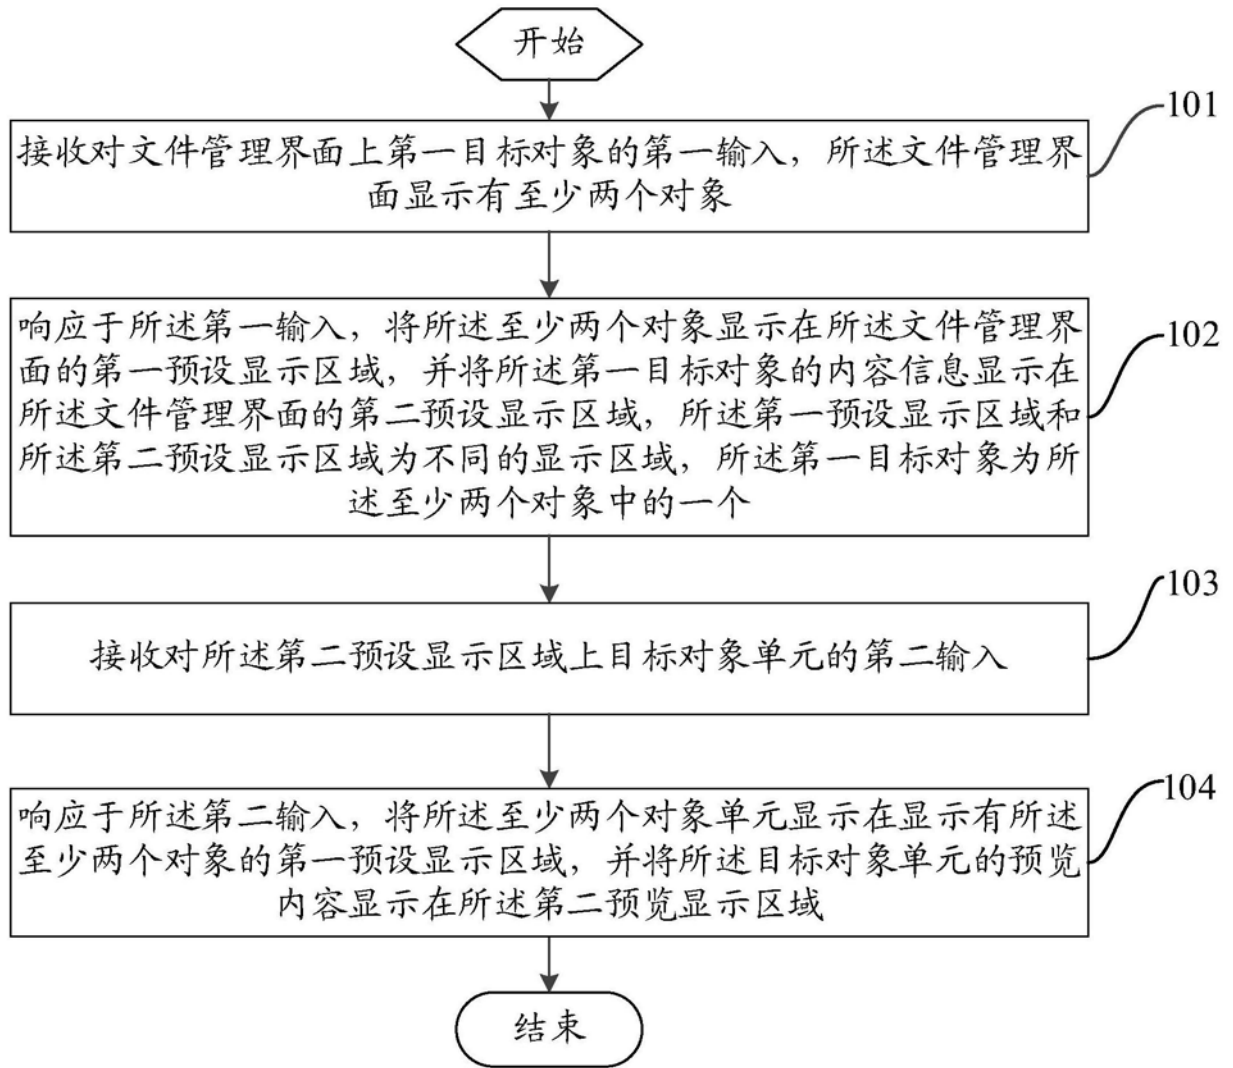 开始
101
接收对文件管理界面上第一目标对象的第一输入，所述文件管理界
面显示有至少两个对象
102
响应于所述第一输入，将所述至少两个对象显示在所述文件管理界
面的第一预设显示区域，并将所述第一目标对象的内容信息显示在
所述文件管理界面的第二预设显示区域，所述第一预设显示区域和
所述第二预设显示区域为不同的显示区域，所述第一目标对象为所
述至少两个对象中的一个
103
接收对所述第二预设显示区域上目标对象单元的第二输入
104
响应于所述第二输入，将所述至少两个对象单元显示在显示有所述
至少两个对象的第一预设显示区域，并将所述目标对象单元的预览
内容显示在所述第二预览显示区域
结束